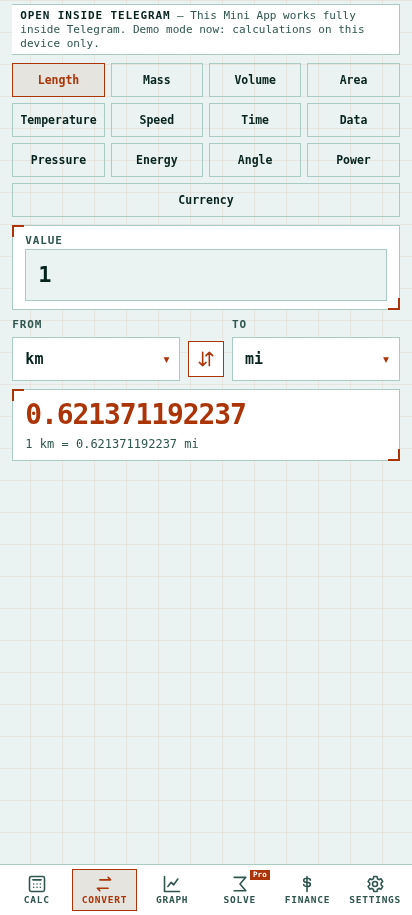 OPEN INSIDE TELEGRAM — This Mini App works fully
inside Telegram. Demo mode now: calculations on this
device only.
Length Mass Volume Area
Temperature Speed Time Data
Pressure Energy Angle Power
Currency
VALUE
1
FROM TO
km ▼ mi ▼
0.621371192237
1 km = 0.621371192237 mi
Pro
CALC CONVERT GRAPH SOLVE FINANCE SETTINGS